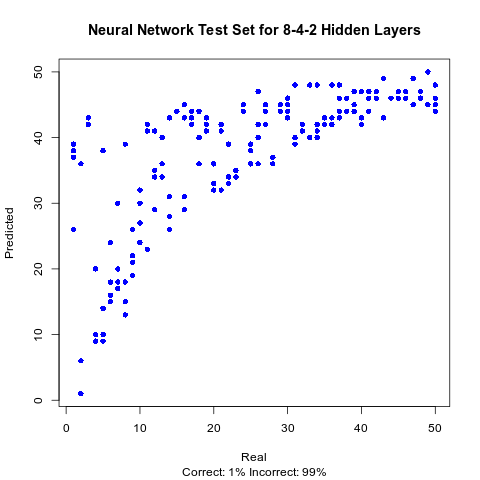 Neural Network Test Set for 8-4-2 Hidden Layers
Predicted
50
40
30
20
10
0
0 10 20 30 40 50
Real
Correct: 1% Incorrect: 99%